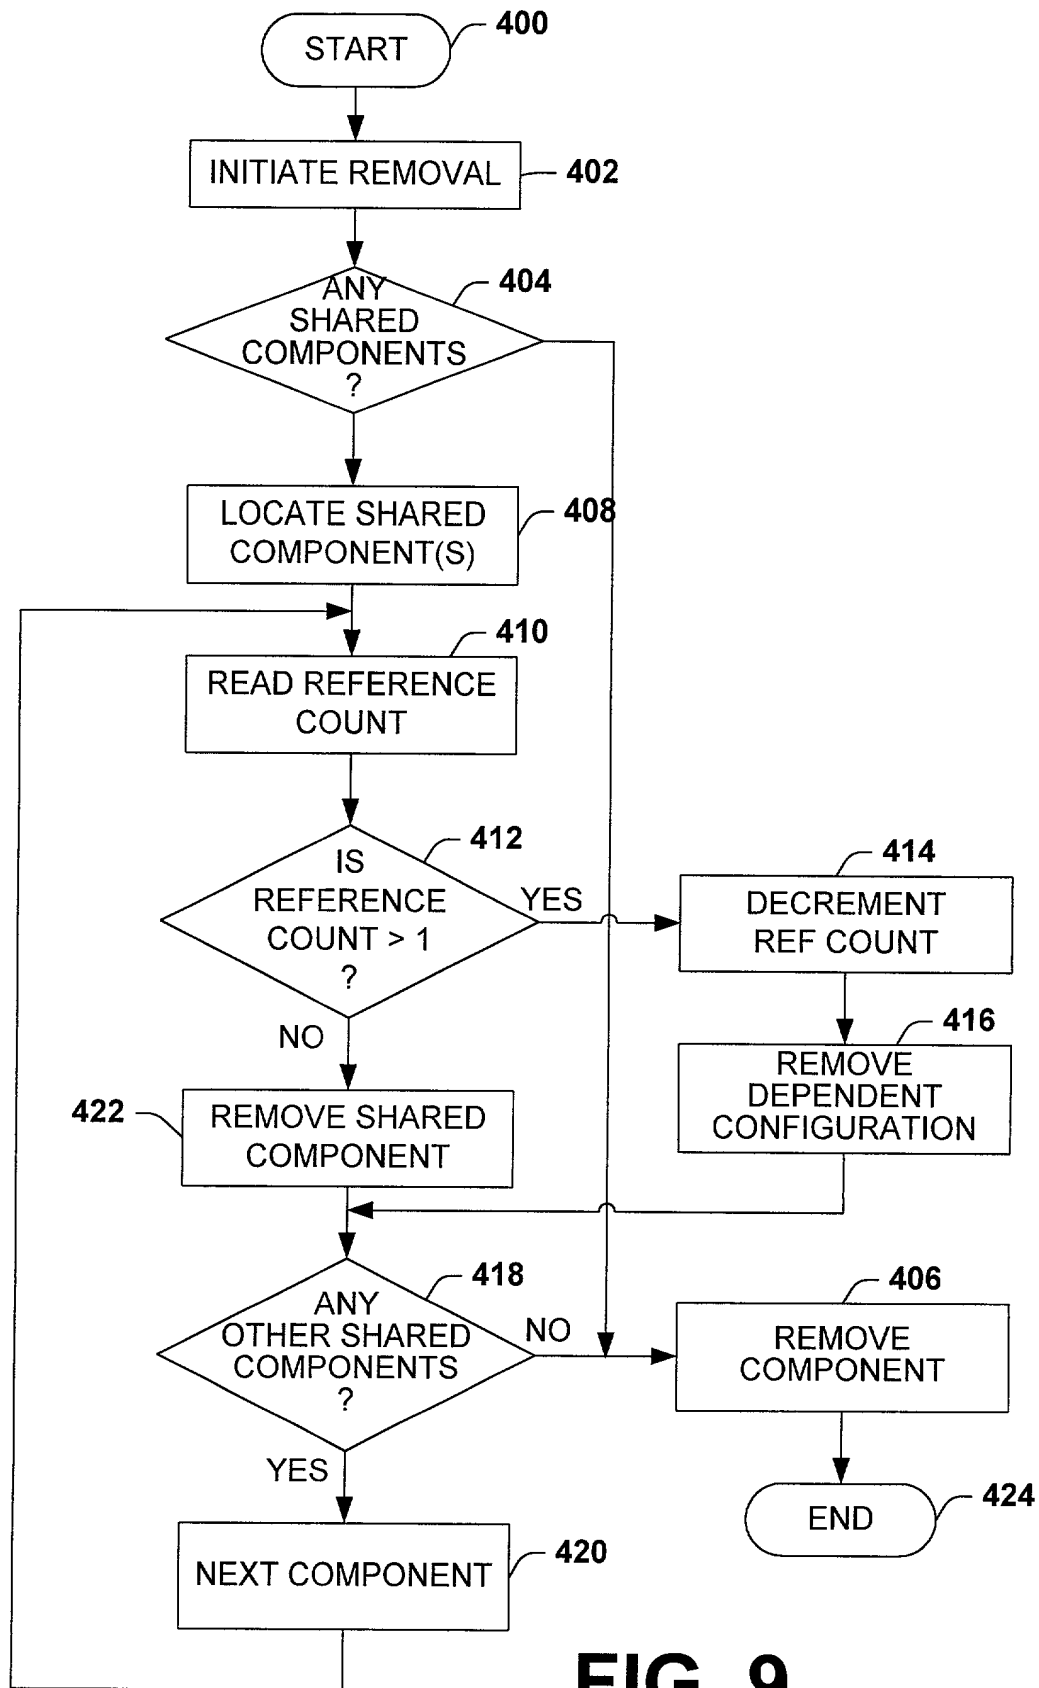 START
400
INITIATE REMOVAL
402
ANY
SHARED
COMPONENTS
?
404
LOCATE SHARED
COMPONENT(S)
408
READ REFERENCE
COUNT
410
IS
REFERENCE
COUNT > 1
?
412
YES
DECREMENT
REF COUNT
414
REMOVE
DEPENDENT
CONFIGURATION
416
NO
REMOVE SHARED
COMPONENT
422
ANY
OTHER SHARED
COMPONENTS
?
418
NO
REMOVE
COMPONENT
406
YES
END
424
NEXT COMPONENT
420
FIG. 9